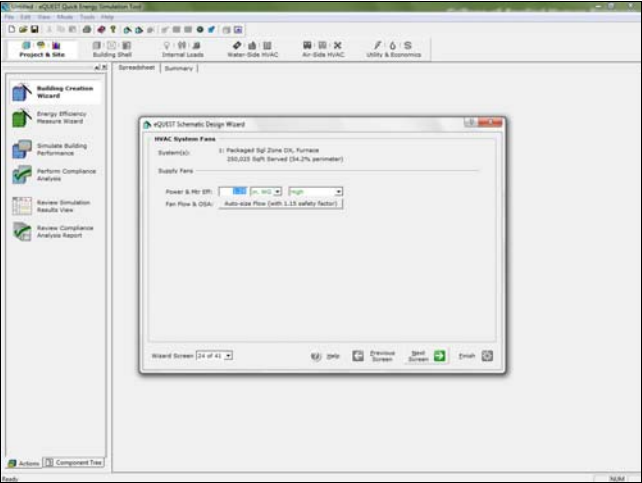 Untitled - eQUEST Quick Energy Simulation Tool
File Edit View Mode Tools Help
Project & Site
Building Shell
Internal Loads
Water-Side HVAC
Air-Side HVAC
Utility & Economics
Spreadsheet Summary
Building Creation
Wizard
Energy Efficiency
Measure Wizard
Simulate Building
Performance
Perform Compliance
Analysis
Review Simulation
Results View
Review Compliance
Analysis Report
Actions Component Tree
Ready
NUM
eQUEST Schematic Design Wizard
HVAC System Fans
System(s): 1: Packaged Sgl Zone DX, Furnace
250,025 Sqft Served (54.2% perimeter)
Supply Fans
Power & Mtr Eff: in. WG High
Fan Flow & OSA: Auto-size Flow (with 1.15 safety factor)
Wizard Screen 24 of 41
Help
Previous
Screen
Next
Screen
Finish